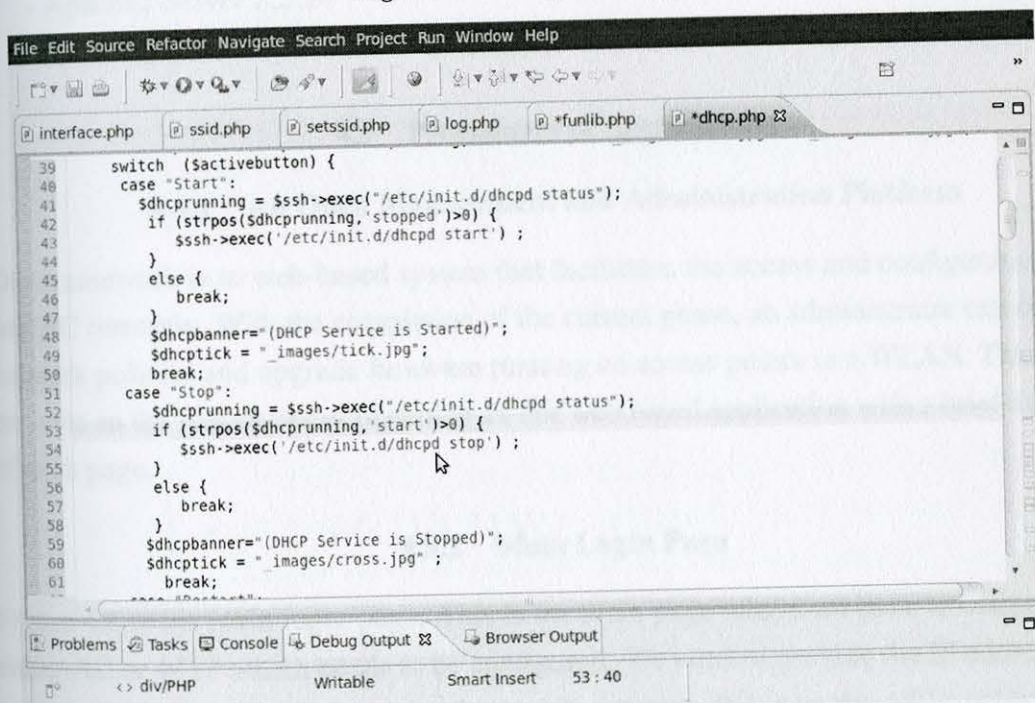 File Edit Source Refactor Navigate Search Project Run Window Help
interface.php ssid.php setssid.php log.php *funlib.php *dhcp.php
39 switch ($activebutton) {
40 case "Start":
41 $dhcprunning = $ssh->exec("/etc/init.d/dhcpd status");
42 if (strpos($dhcprunning,'stopped')>0) {
43 $ssh->exec('/etc/init.d/dhcpd start') ;
44 }
45 else {
46 break;
47 }
48 $dhcpbanner="(DHCP Service is Started)";
49 $dhcptick = "_images/tick.jpg";
50 break;
51 case "Stop":
52 $dhcprunning = $ssh->exec("/etc/init.d/dhcpd status");
53 if (strpos($dhcprunning,'start')>0) {
54 $ssh->exec('/etc/init.d/dhcpd stop') ;
55 }
56 else {
57 break;
58 }
59 $dhcpbanner="(DHCP Service is Stopped)";
60 $dhcptick = "_images/cross.jpg";
61 break;
Problems Tasks Console Debug Output Browser Output
<> div/PHP Writable Smart Insert 53 : 40